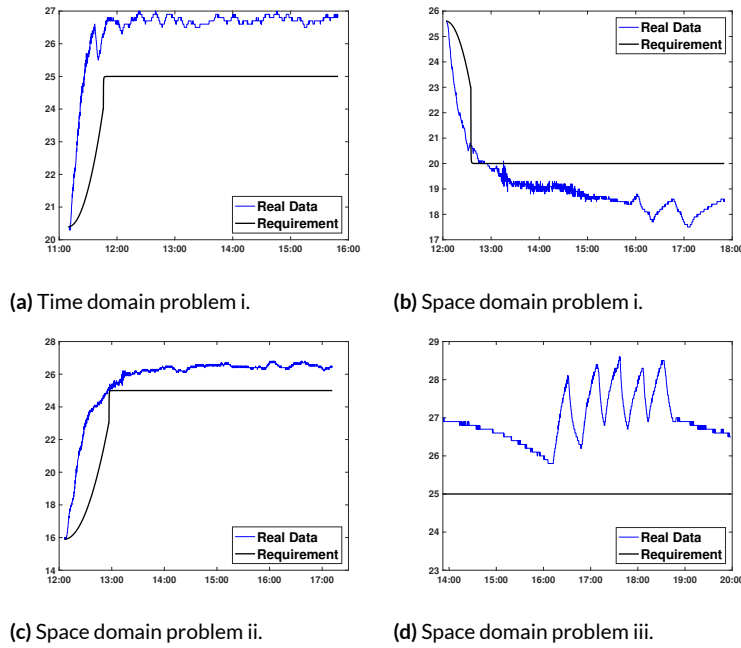 27
26
25
24
23
22
21
20
11:00 12:00 13:00 14:00 15:00 16:00
Real Data
Requirement
(a) Time domain problem i.
26
25
24
23
22
21
20
19
18
17
12:00 13:00 14:00 15:00 16:00 17:00 18:00
Real Data
Requirement
(b) Space domain problem i.
28
26
24
22
20
18
16
14
12:00 13:00 14:00 15:00 16:00 17:00
Real Data
Requirement
(c) Space domain problem ii.
29
28
27
26
25
24
23
14:00 15:00 16:00 17:00 18:00 19:00 20:00
Real Data
Requirement
(d) Space domain problem iii.